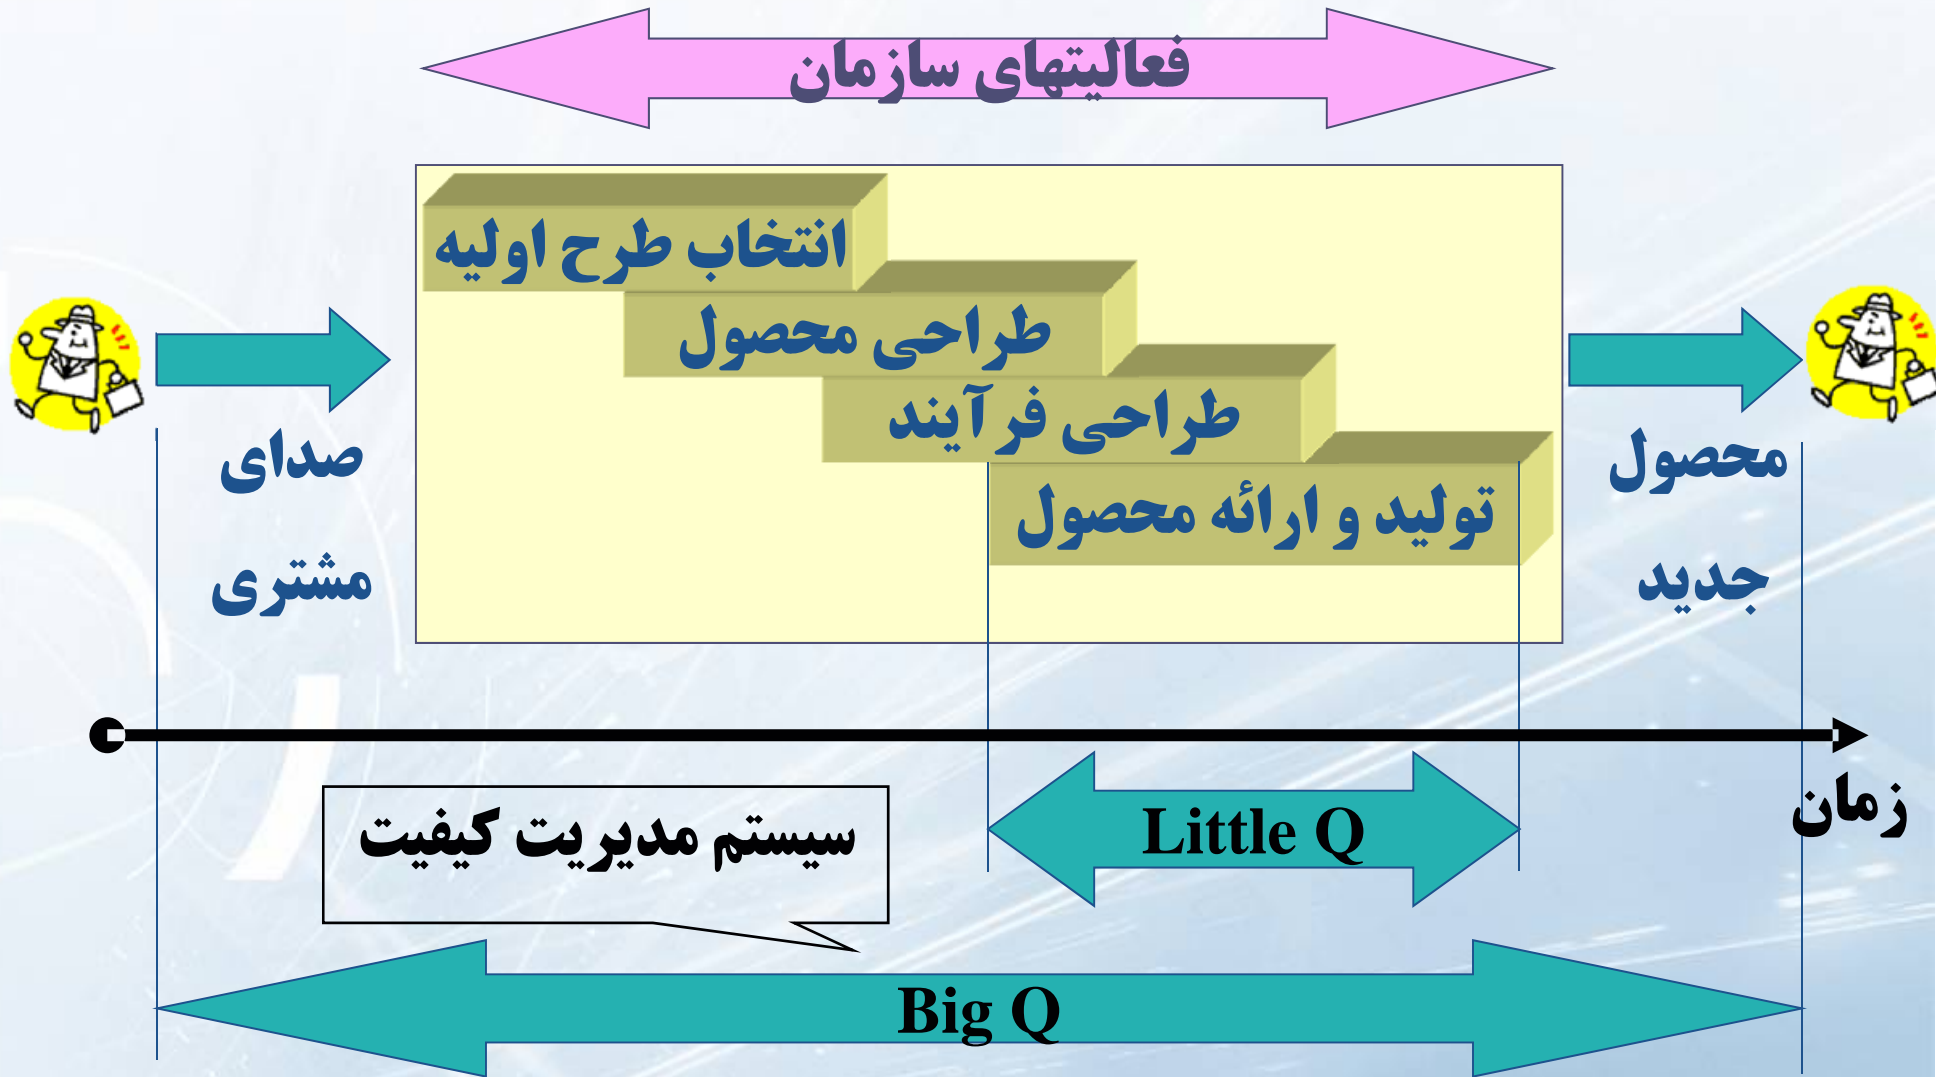 فعالیتهای سازمان
انتخاب طرح اولیه
طراحی محصول
طراحی فرآیند
تولید و ارائه محصول
صدای
مشتری
محصول
جدید
زمان
سیستم مدیریت کیفیت
Little Q
Big Q